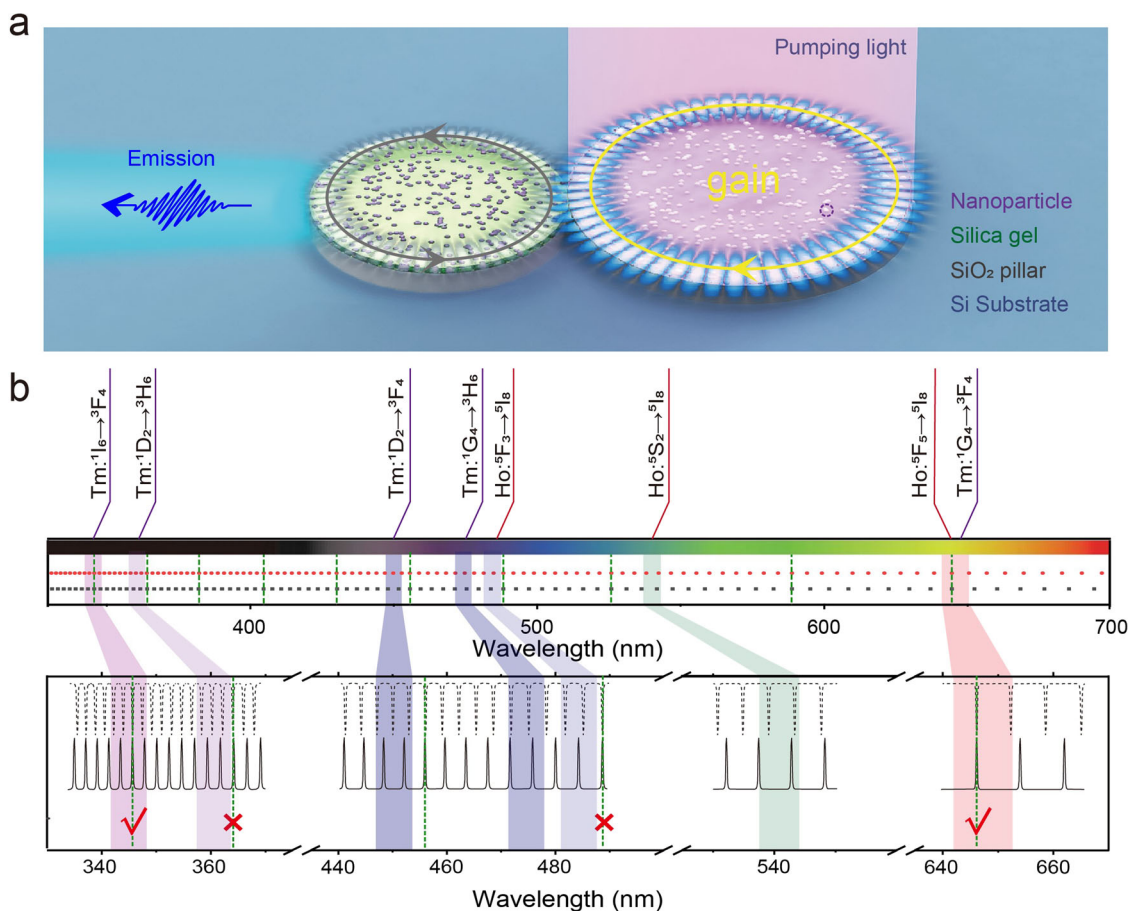 a
Pumping light
Emission
gain
Nanoparticle
Silica gel
SiO₂ pillar
Si Substrate
b
Tm:¹I₆→³F₄
Tm:¹D₂→³H₆
Tm:¹D₂→³F₄
Tm:¹G₄→³H₆
Ho:⁵F₃→⁵I₈
Ho:⁵S₂→⁵I₈
Ho:⁵F₅→⁵I₈
Tm:¹G₄→³F₄
400 500 600 700
Wavelength (nm)
340 360 440 460 480 540 640 660
Wavelength (nm)